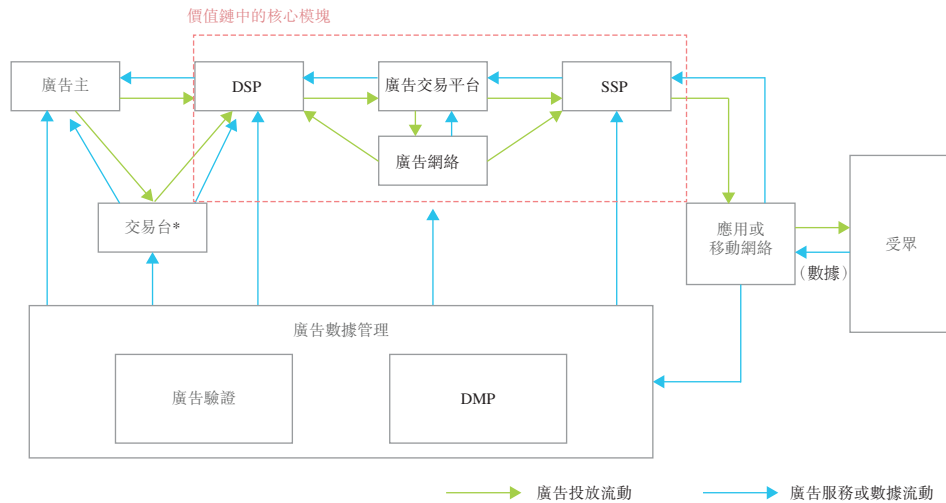 價值鏈中的核心模塊
廣告主
DSP
廣告交易平台
SSP
廣告網絡
交易台*
應用或
移動網絡
受眾
（數據）
廣告數據管理
廣告驗證
DMP
廣告投放流動
廣告服務或數據流動